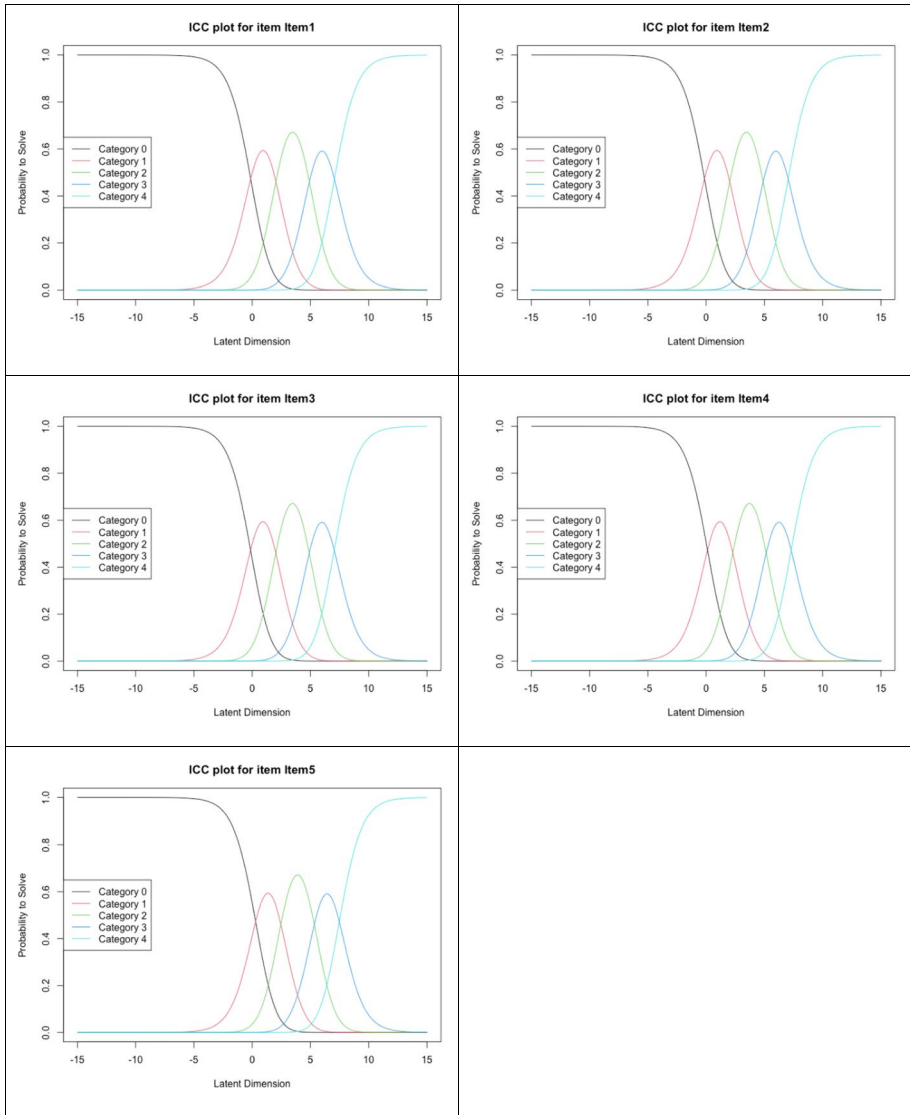 ICC plot for item Item1
Probability to Solve
1.0
0.8
0.6
0.4
0.2
0.0
Category 0
Category 1
Category 2
Category 3
Category 4
-15 -10 -5 0 5 10 15
Latent Dimension
ICC plot for item Item2
Probability to Solve
1.0
0.8
0.6
0.4
0.2
0.0
Category 0
Category 1
Category 2
Category 3
Category 4
-15 -10 -5 0 5 10 15
Latent Dimension
ICC plot for item Item3
Probability to Solve
1.0
0.8
0.6
0.4
0.2
0.0
Category 0
Category 1
Category 2
Category 3
Category 4
-15 -10 -5 0 5 10 15
Latent Dimension
ICC plot for item Item4
Probability to Solve
1.0
0.8
0.6
0.4
0.2
0.0
Category 0
Category 1
Category 2
Category 3
Category 4
-15 -10 -5 0 5 10 15
Latent Dimension
ICC plot for item Item5
Probability to Solve
1.0
0.8
0.6
0.4
0.2
0.0
Category 0
Category 1
Category 2
Category 3
Category 4
-15 -10 -5 0 5 10 15
Latent Dimension